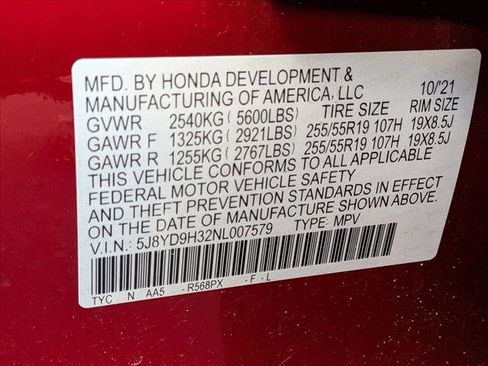 MFD. BY HONDA DEVELOPMENT &
MANUFACTURING OF AMERICA, LLC 10/'21
GVWR 2540KG ( 5600LBS) TIRE SIZE RIM SIZE
GAWR F 1325KG ( 2921LBS) 255/55R19 107H 19X8.5J
GAWR R 1255KG ( 2767LBS) 255/55R19 107H 19X8.5J
THIS VEHICLE CONFORMS TO ALL APPLICABLE
FEDERAL MOTOR VEHICLE SAFETY
AND THEFT PREVENTION STANDARDS IN EFFECT
ON THE DATE OF MANUFACTURE SHOWN ABOVE.
V.I.N.: 5J8YD9H32NL007579 TYPE: MPV
TYC N AA5 - R568PX - F - L